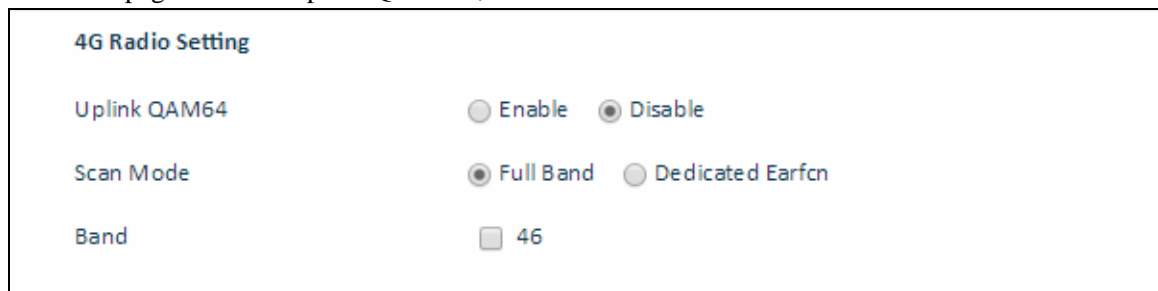 4G Radio Setting
Uplink QAM64 Enable Disable
Scan Mode Full Band Dedicated Earfcn
Band 46